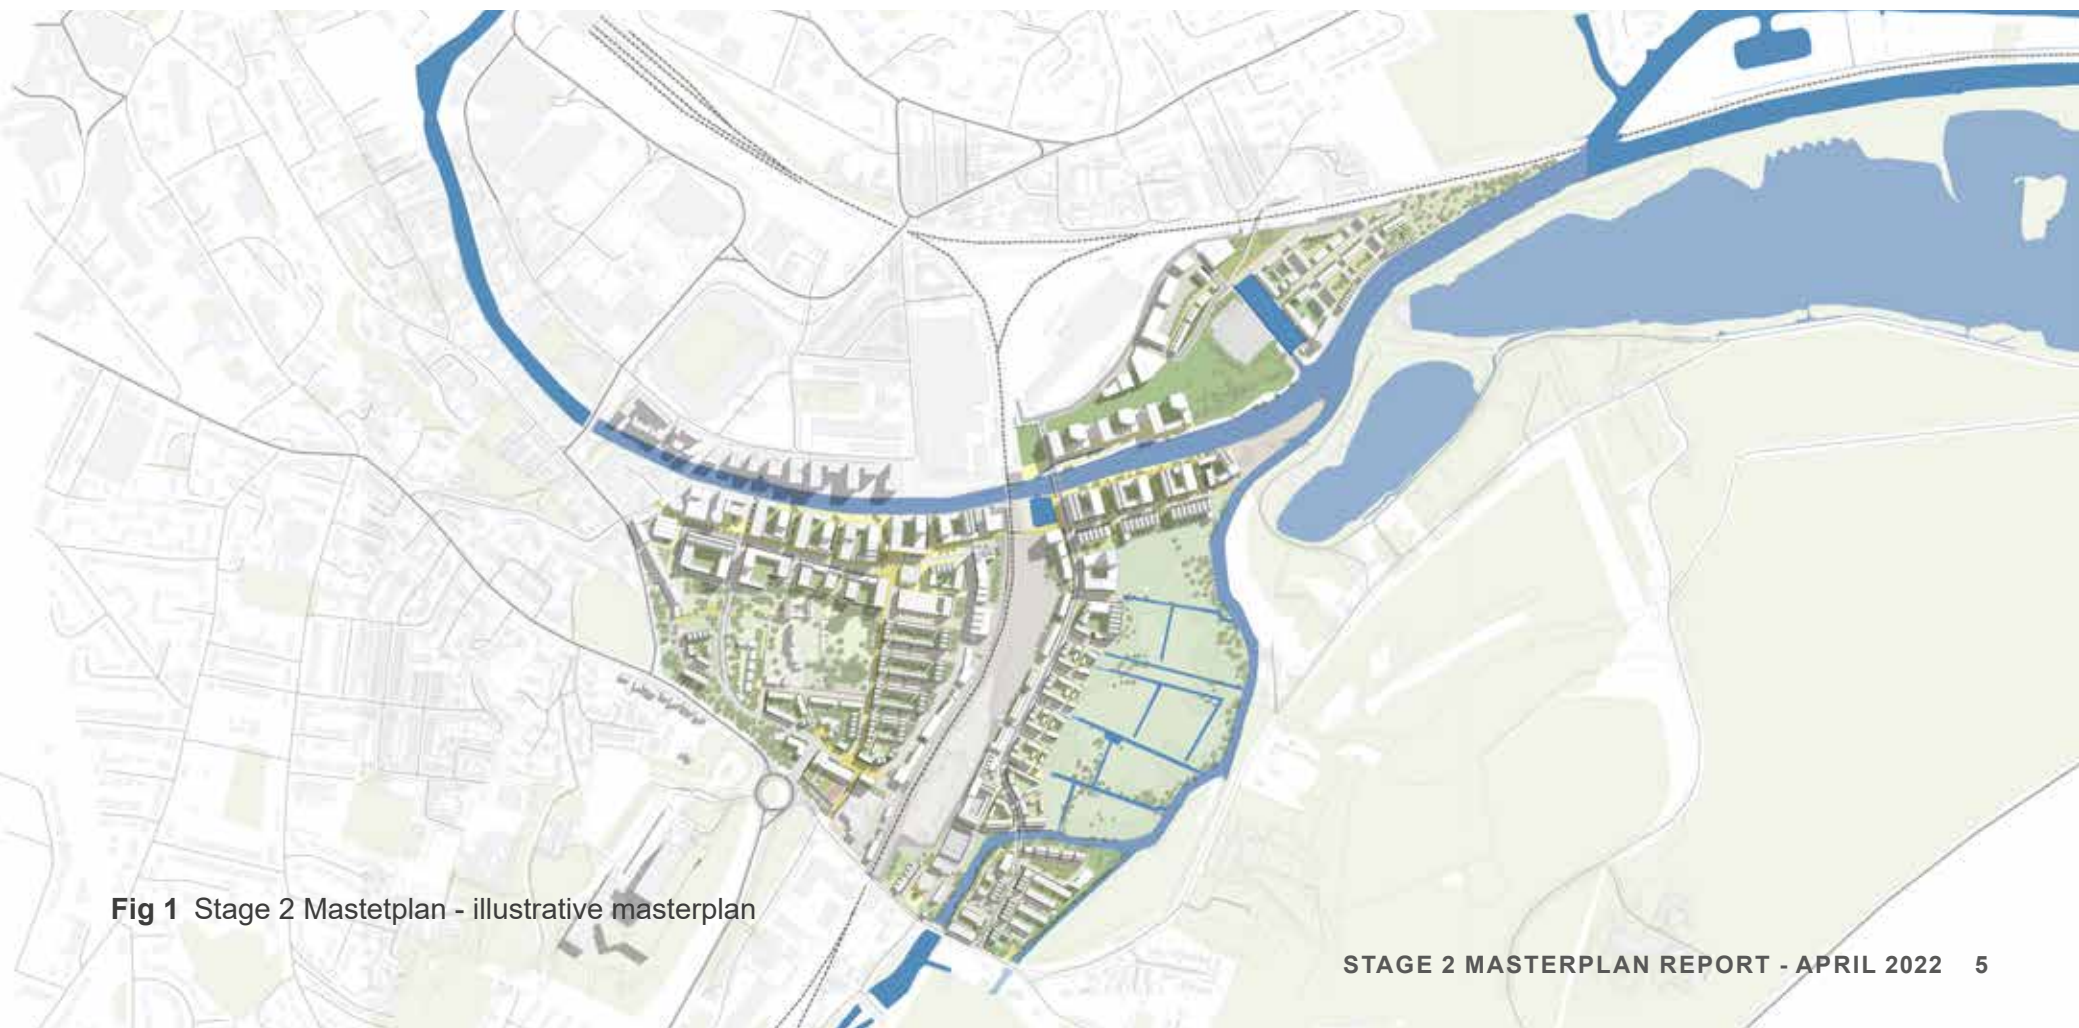 Fig 1 Stage 2 Mastetplan - illustrative masterplan
STAGE 2 MASTERPLAN REPORT - APRIL 2022 5